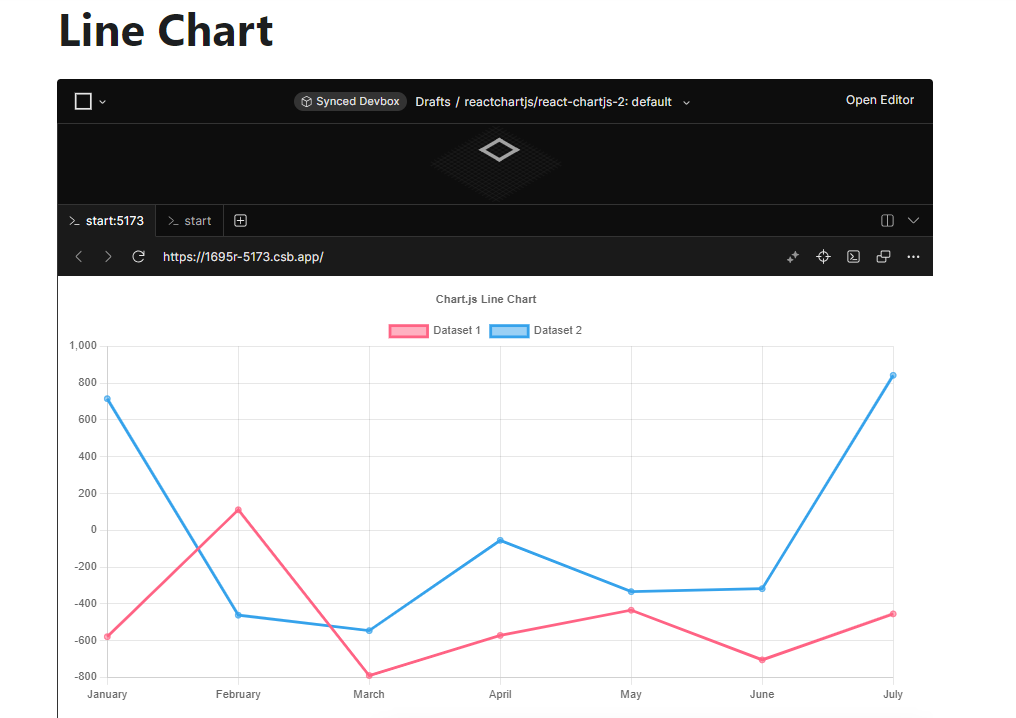 Line Chart
Synced Devbox Drafts / reactchartjs/react-chartjs-2: default Open Editor
start:5173 start
https://1695r-5173.csb.app/
Chart.js Line Chart
Dataset 1 Dataset 2
1,000
800
600
400
200
0
-200
-400
-600
-800
January February March April May June July